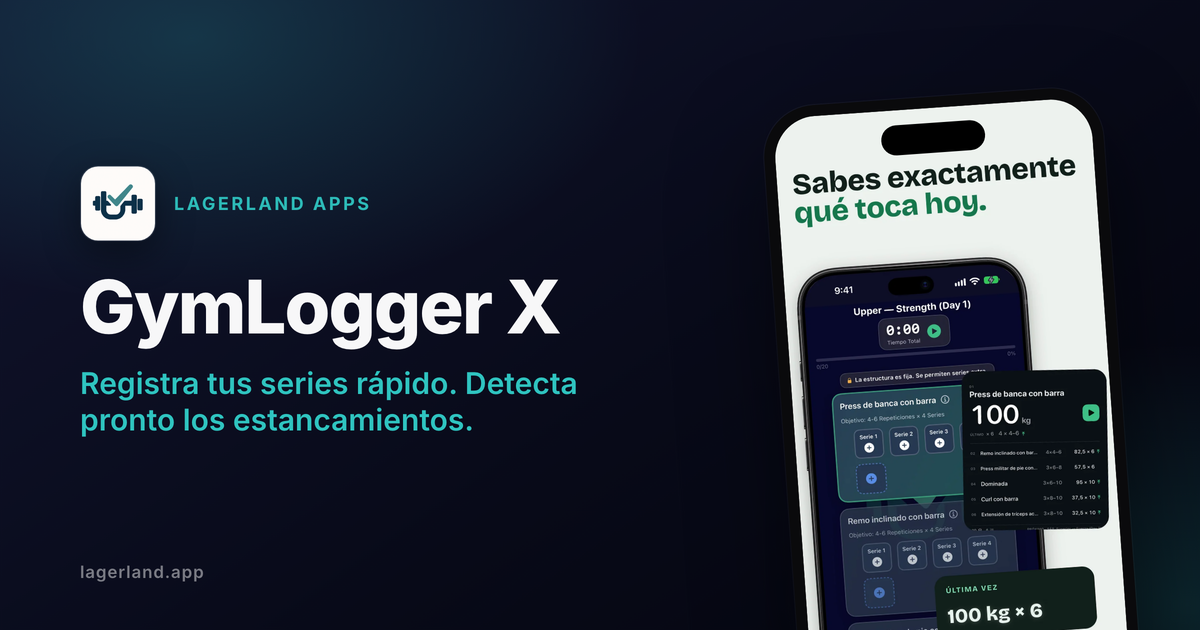 LAGERLAND APPS
GymLogger X
Registra tus series rápido. Detecta
pronto los estancamientos.
lagerland.app
Sabes exactamente
qué toca hoy.
9:41
Upper — Strength (Day 1)
0:00
Tiempo Total
0/20
0%
La estructura es fija. Se permiten series
Press de banca con barra
Objetivo: 4-6 Repeticiones × 4 Series
Serie 1
Serie 2
Serie 3
Remo inclinado con barra
Objetivo: 4-6 Repeticiones × 4 Series
Serie 1
Serie 2
Serie 3
Serie 4
Press de banca con barra
100 kg
× 6 4 × 4–6 ↑
Remo inclinado con bar... 4×4–6 82,5 × 6 ↑
Press militar de pie con... 3×6–8 57,5 × 6
Dominada 3×6–10 95 × 10 ↑
Curl con barra 3×8–10 37,5 × 10 ↑
Extensión de tríceps ac... 3×8–10 32,5 × 10 ↑
ÚLTIMA VEZ
100 kg × 6